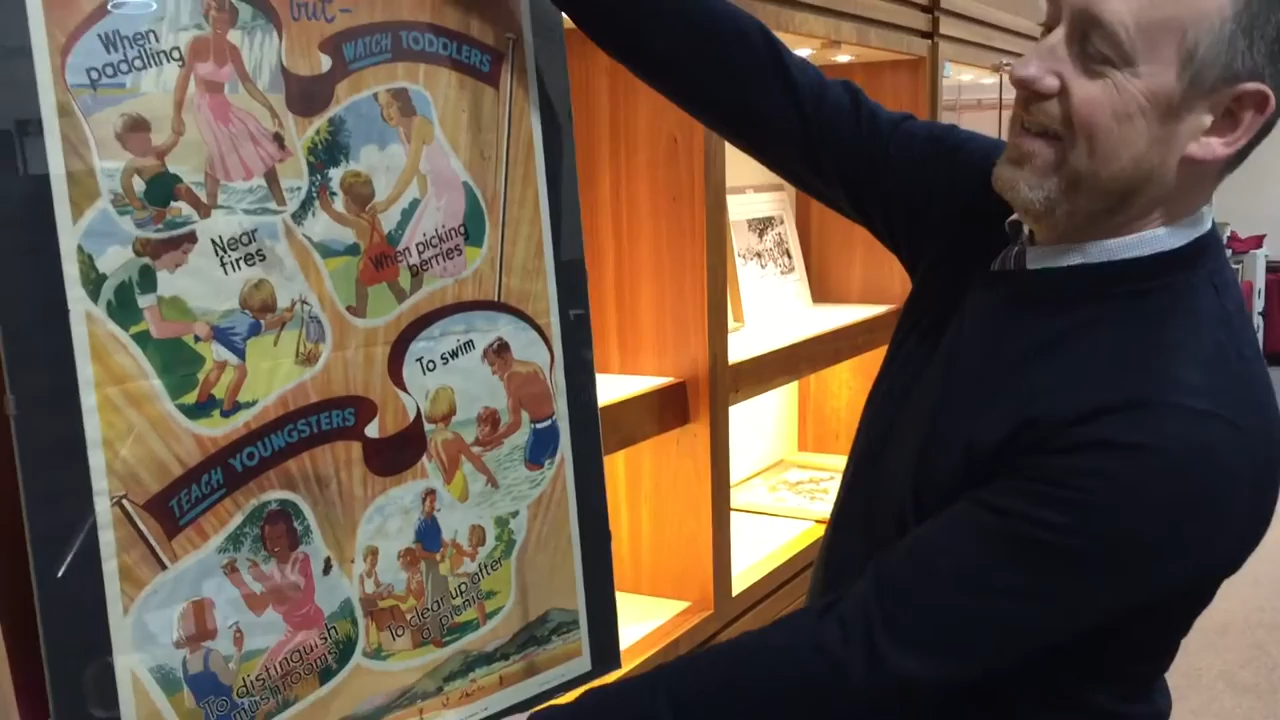 but-
WATCH TODDLERS
When
paddling
When picking
berries
Near
fires
To swim
TEACH YOUNGSTERS
To clear up after
a picnic
To distinguish
mushrooms